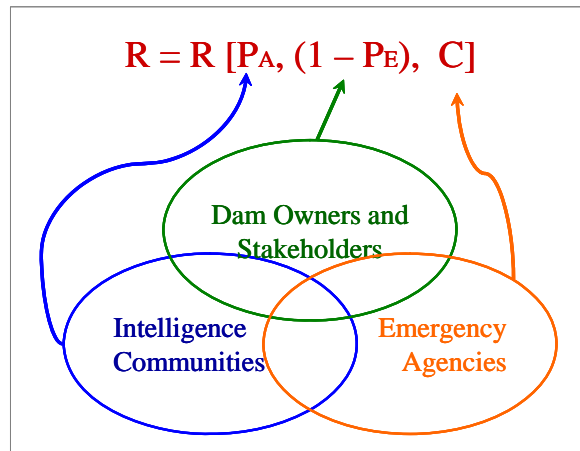 R = R [PA, (1 – PE), C]
Dam Owners and
Stakeholders
Intelligence
Communities
Emergency
Agencies